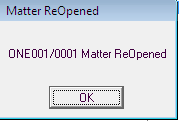 Matter ReOpened
ONE001/0001 Matter ReOpened
OK